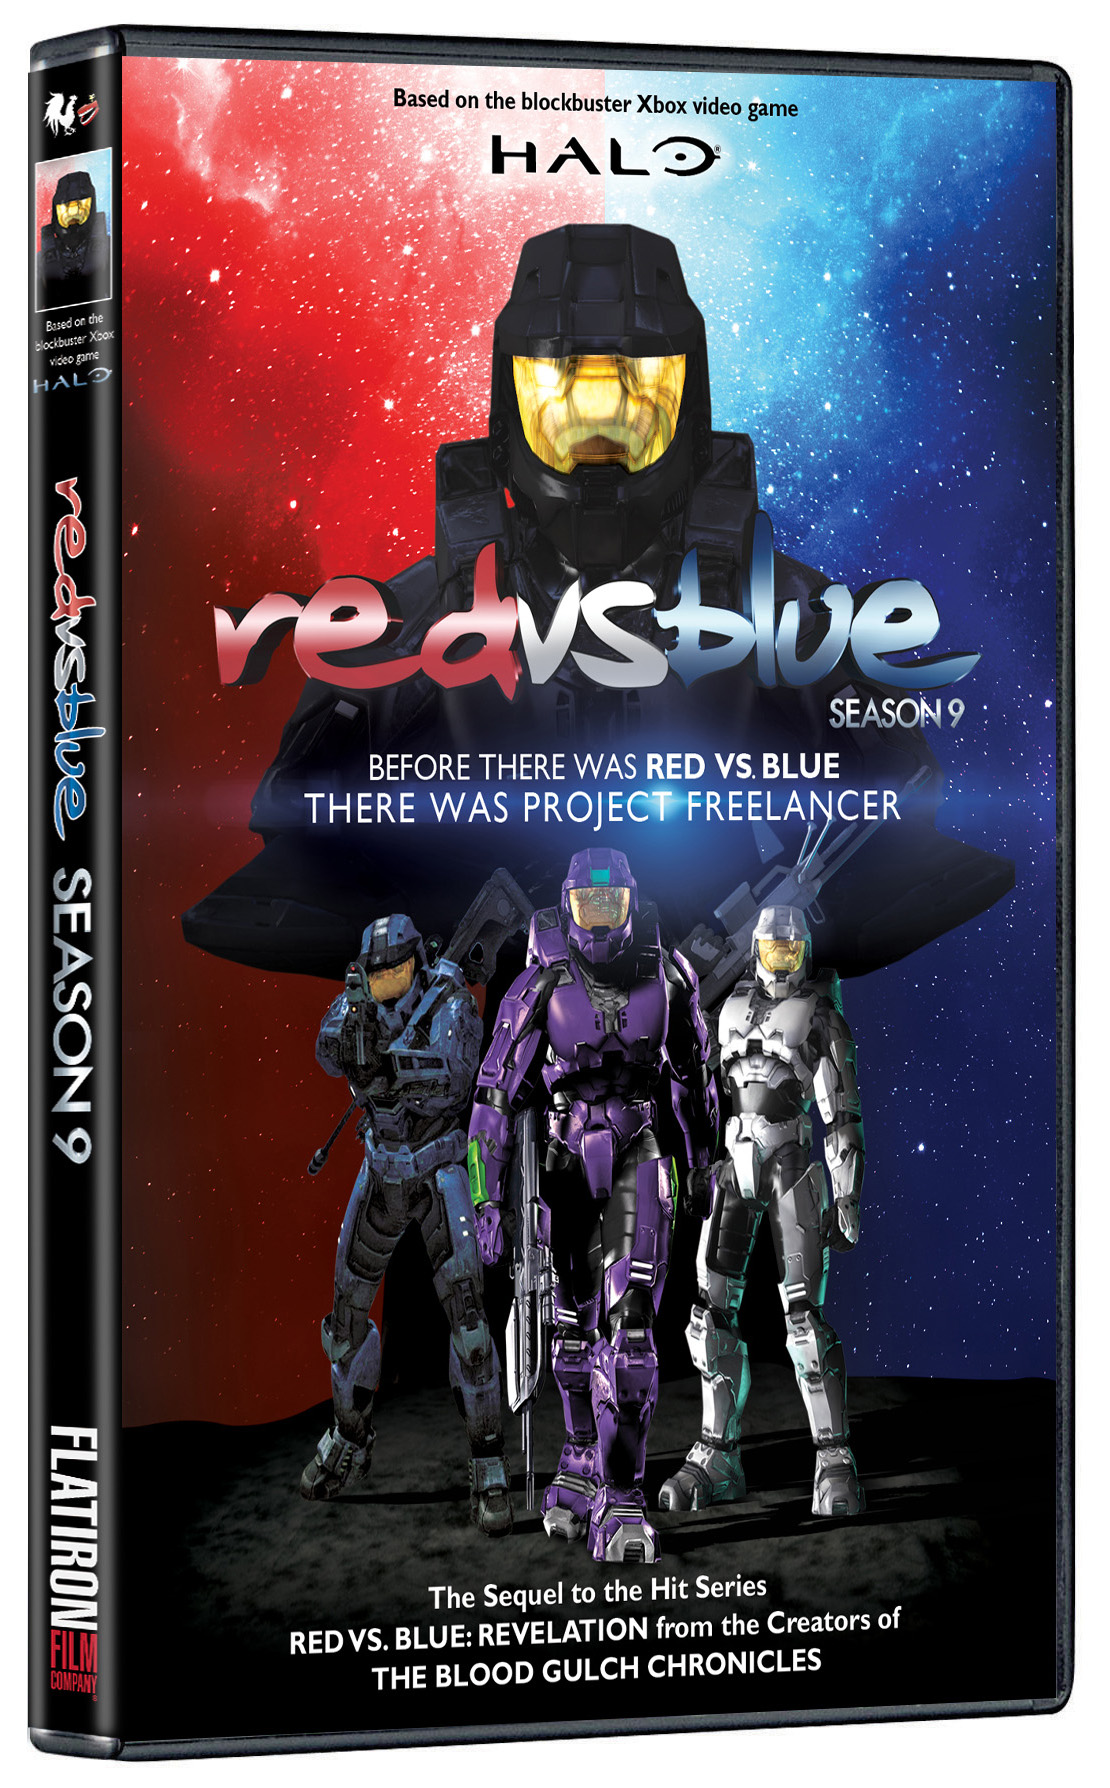 Based on the blockbuster Xbox video game
HALO®
redvsblue
SEASON 9
BEFORE THERE WAS RED VS. BLUE
THERE WAS PROJECT FREELANCER
The Sequel to the Hit Series
RED VS. BLUE: REVELATION from the Creators of
THE BLOOD GULCH CHRONICLES
Based on the
blockbuster Xbox
video game
HALO
redvsblue SEASON 9
FLATIRON
FILM
COMPANY®